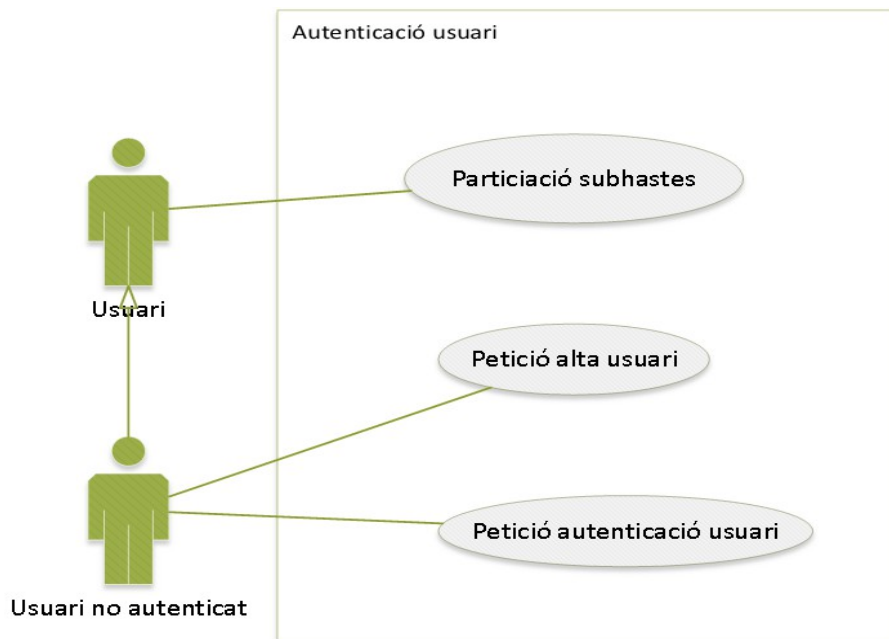 Autenticació usuari
Particiació subhastes
Usuari
Petició alta usuari
Petició autenticació usuari
Usuari no autenticat